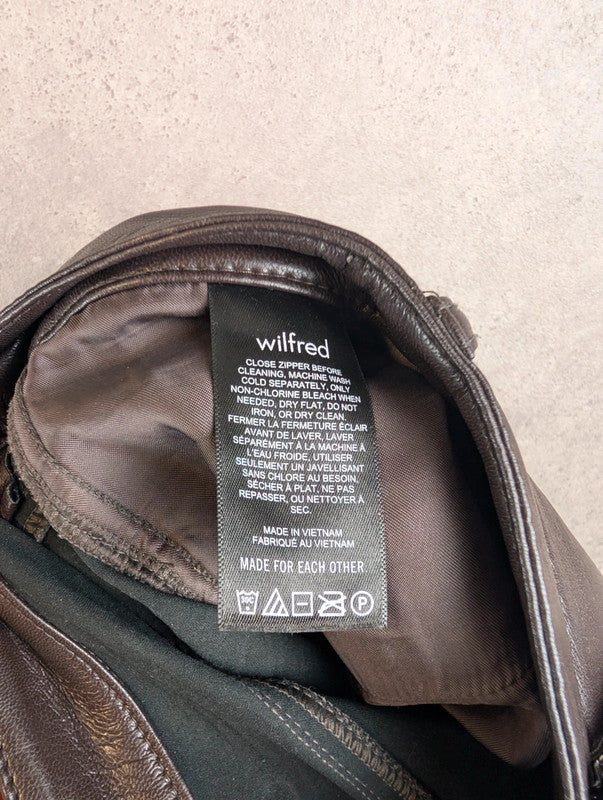 wilfred
CLOSE ZIPPER BEFORE
CLEANING, MACHINE WASH
COLD SEPARATELY, ONLY
NON-CHLORINE BLEACH WHEN
NEEDED, DRY FLAT, DO NOT
IRON, OR DRY CLEAN.
FERMER LA FERMETURE ÉCLAIR
AVANT DE LAVER, LAVER
SÉPARÉMENT À LA MACHINE À
L'EAU FROIDE, UTILISER
SEULEMENT UN JAVELLISANT
SANS CHLORE AU BESOIN,
SÉCHER À PLAT, NE PAS
REPASSER, OU NETTOYER À
SEC.
MADE IN VIETNAM
FABRIQUÉ AU VIETNAM
MADE FOR EACH OTHER
30C P